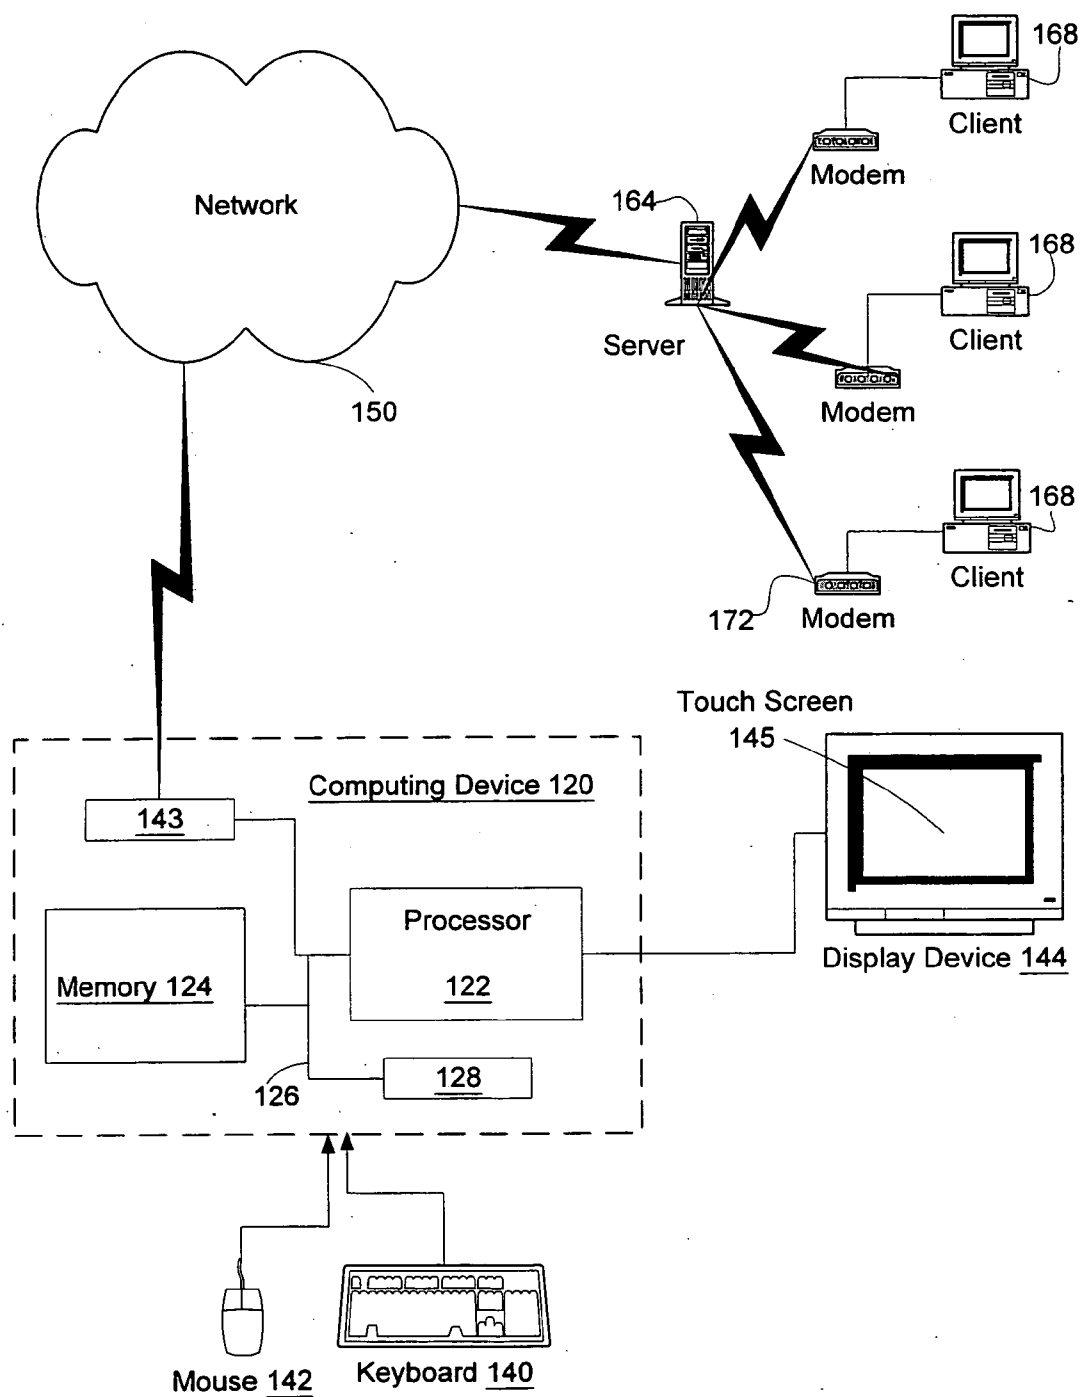 168
Client
Modem
Network
164
168
Server
Client
150
Modem
168
Client
172
Modem
Touch Screen
145
Computing Device 120
143
Processor
Display Device 144
Memory 124
122
126
128
Mouse 142
Keyboard 140